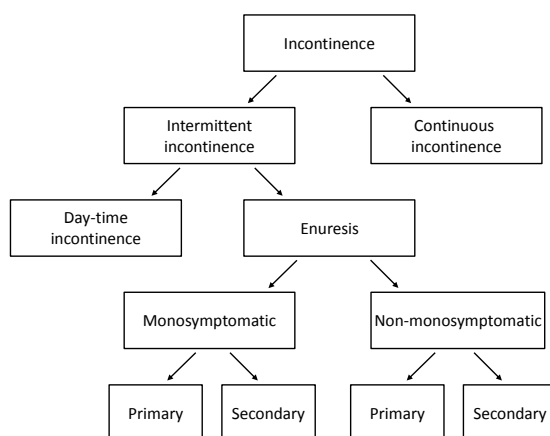 Incontinence
Intermittent
incontinence
Continuous
incontinence
Day-time
incontinence
Enuresis
Monosymptomatic
Non-monosymptomatic
Primary
Secondary
Primary
Secondary